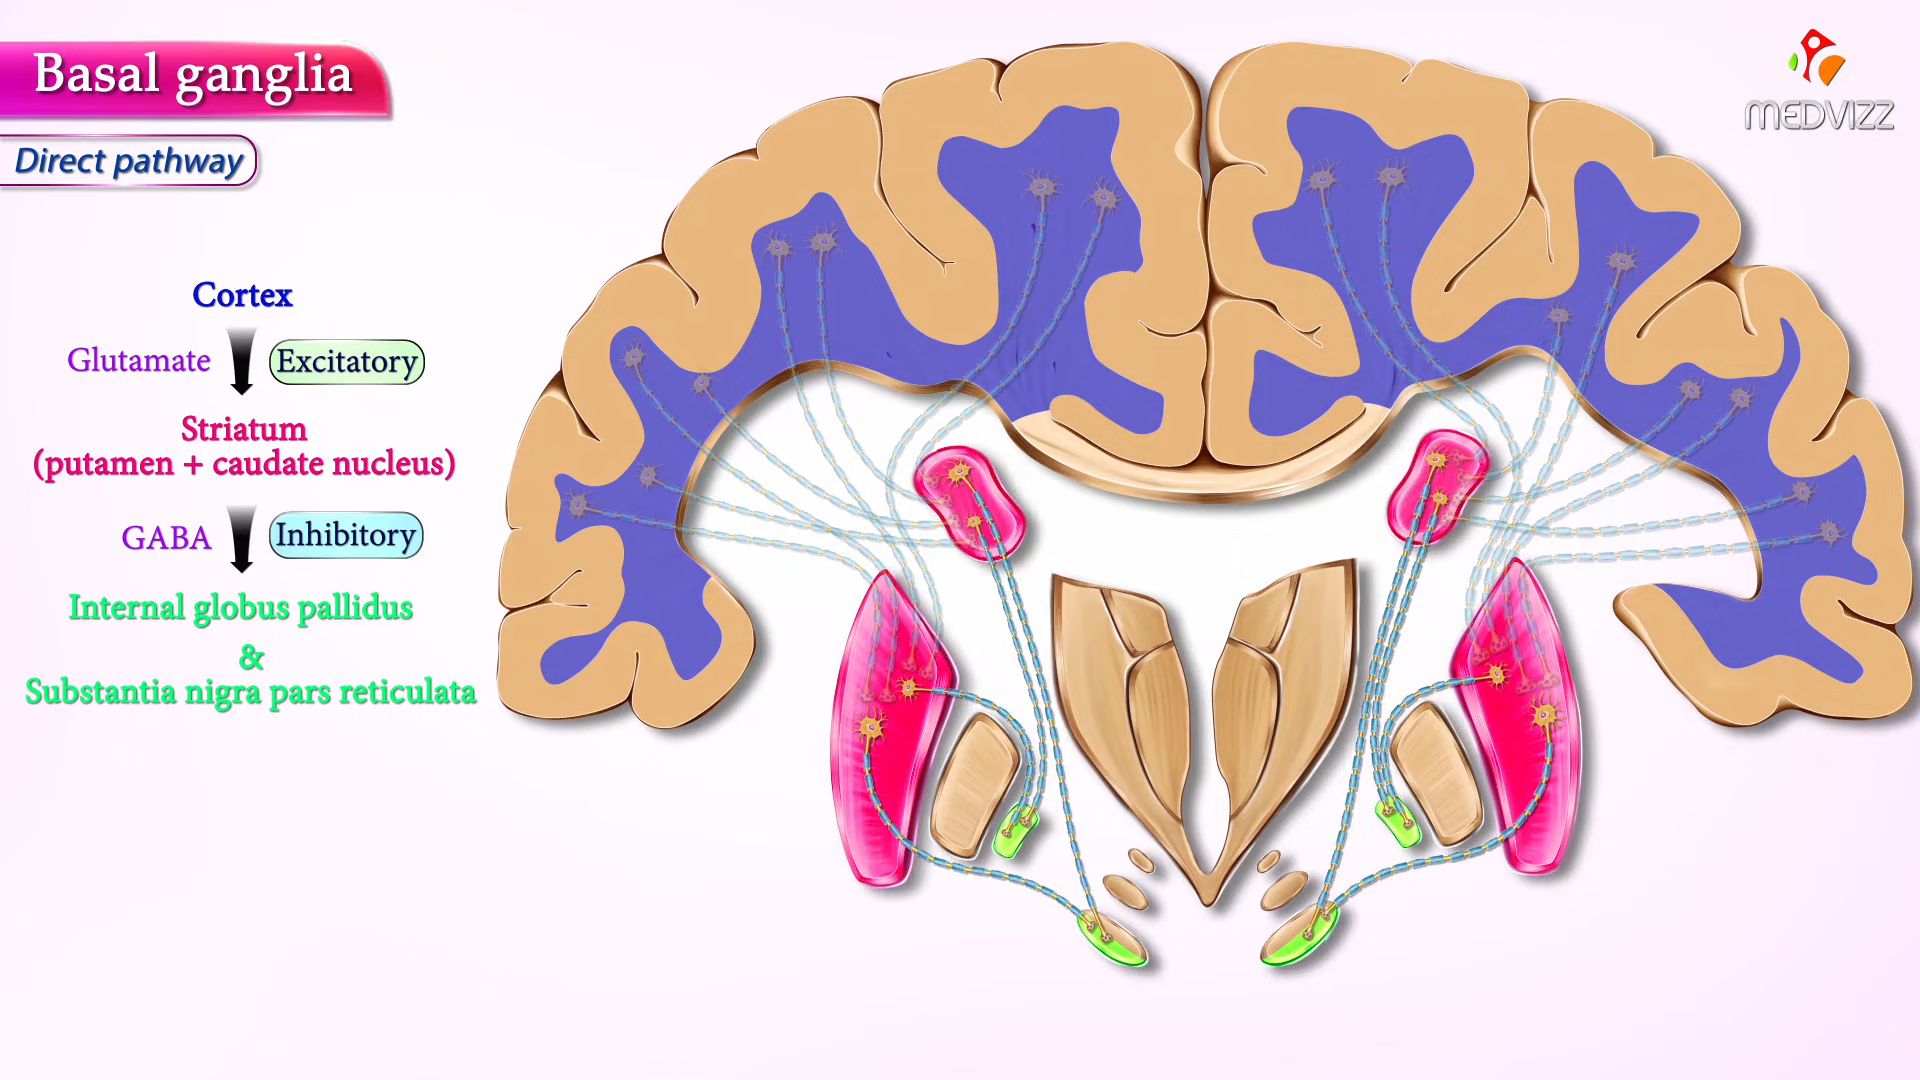 Basal ganglia
Direct pathway
MEDVIZZ
Cortex
Glutamate Excitatory
Striatum
(putamen + caudate nucleus)
GABA Inhibitory
Internal globus pallidus
&
Substantia nigra pars reticulata